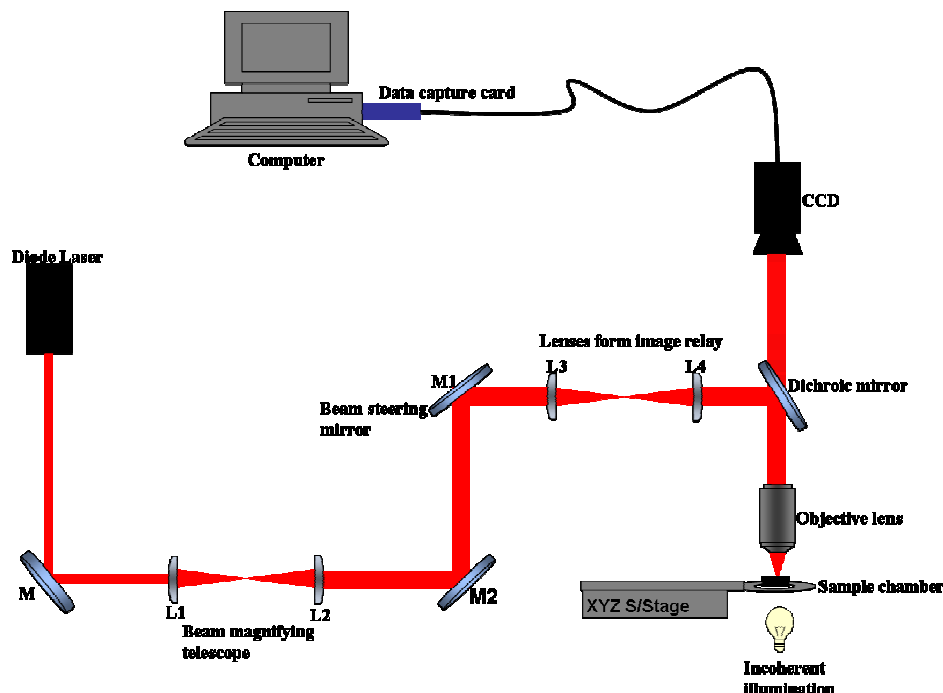 Data capture card
Computer
CCD
Diode Laser
Lenses form image relay
L3
L4
M1
Dichroic mirror
Beam steering
mirror
Objective lens
M
M2
L1
L2
Beam magnifying
telescope
Sample chamber
XYZ S/Stage
Incoherent
illumination